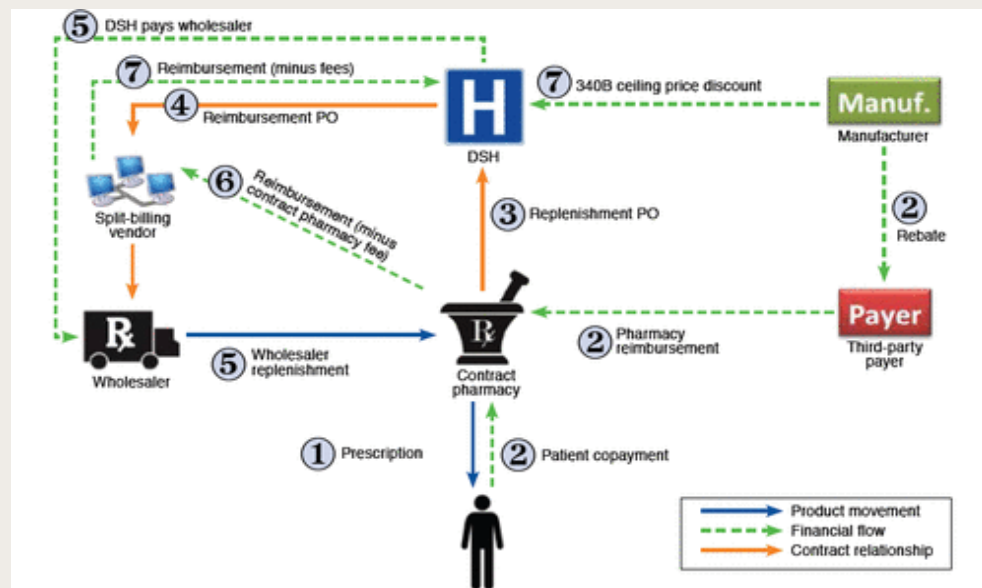 5 DSH pays wholesaler
7 Reimbursement (minus fees)
4
Reimbursement PO
H
DSH
7 340B ceiling price discount
Manuf.
Manufacturer
Split-billing
vendor
6 Reimbursement (minus
contract pharmacy fee)
3 Replenishment PO
2
Rebate
Rx
Wholesaler
5 Wholesaler
replenishment
Rx
Contract
pharmacy
2 Pharmacy
reimbursement
Payer
Third-party
payer
1 Prescription
2 Patient copayment
Product movement
Financial flow
Contract relationship